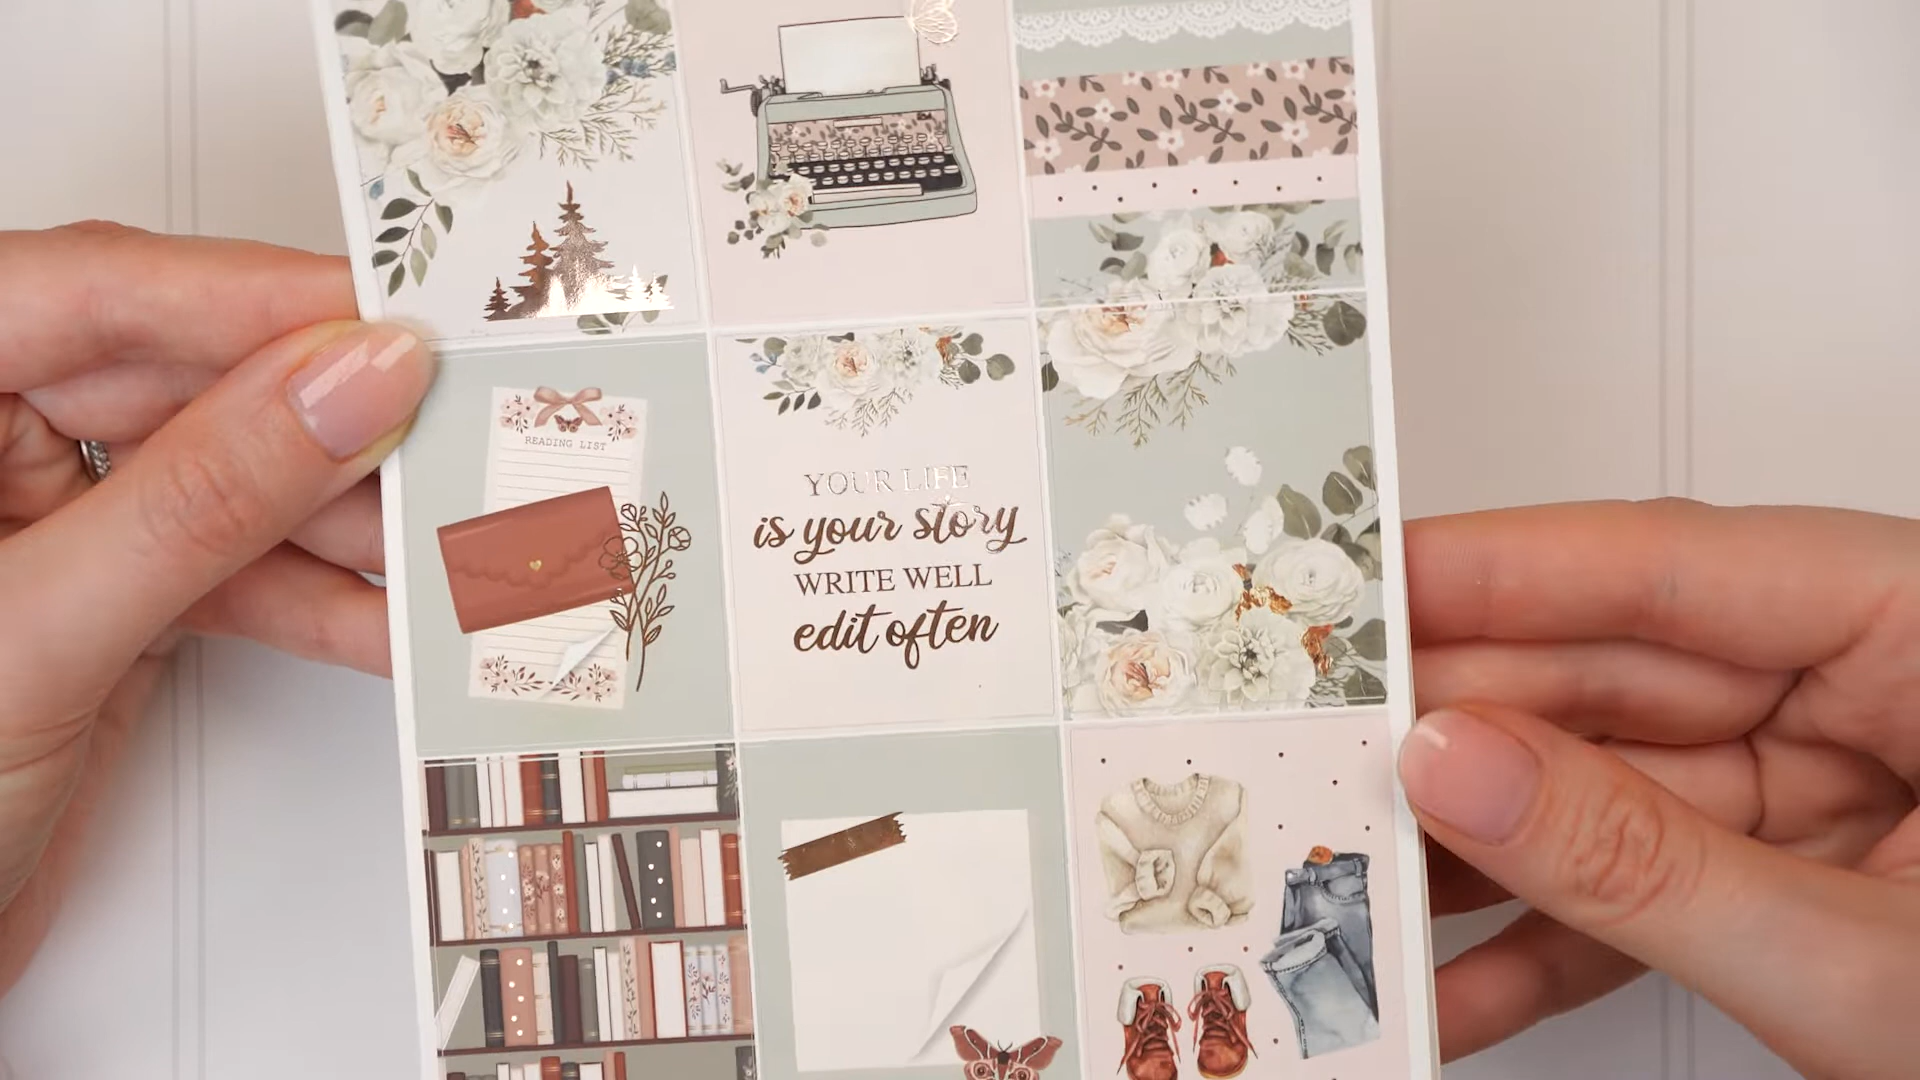 READING LIST
YOUR LIFE
is your story
WRITE WELL
edit often